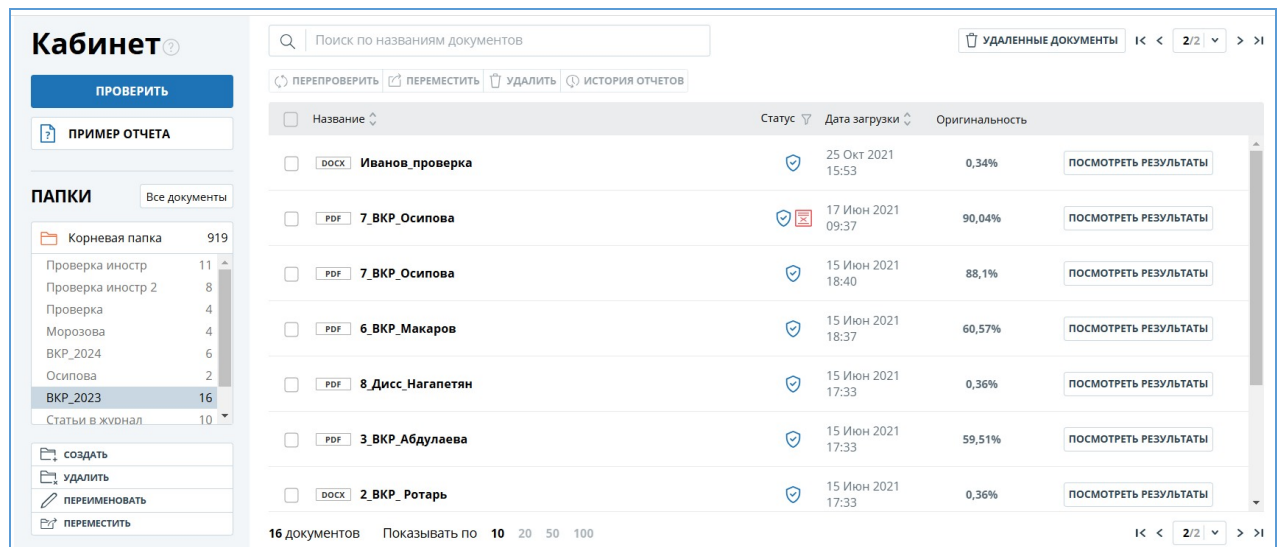 Кабинет
ПРОВЕРИТЬ
ПРИМЕР ОТЧЕТА
ПАПКИ Все документы
Корневая папка 919
Проверка иностр 11
Проверка иностр 2 8
Проверка 4
Морозова 4
ВКР_2024 6
Осипова 2
ВКР_2023 16
Статьи в журнал 10
СОЗДАТЬ
УДАЛИТЬ
ПЕРЕИМЕНОВАТЬ
ПЕРЕМЕСТИТЬ
Поиск по названиям документов
УДАЛЕННЫЕ ДОКУМЕНТЫ 2/2
ПЕРЕПРОВЕРИТЬ ПЕРЕМЕСТИТЬ УДАЛИТЬ ИСТОРИЯ ОТЧЕТОВ
Название Статус Дата загрузки Оригинальность
DOCX Иванов_проверка 25 Окт 2021 15:53 0,34% ПОСМОТРЕТЬ РЕЗУЛЬТАТЫ
PDF 7_ВКР_Осипова 17 Июн 2021 09:37 90,04% ПОСМОТРЕТЬ РЕЗУЛЬТАТЫ
PDF 7_ВКР_Осипова 15 Июн 2021 18:40 88,1% ПОСМОТРЕТЬ РЕЗУЛЬТАТЫ
PDF 6_ВКР_Макаров 15 Июн 2021 18:37 60,57% ПОСМОТРЕТЬ РЕЗУЛЬТАТЫ
PDF 8_Дисс_Нагапетян 15 Июн 2021 17:33 0,36% ПОСМОТРЕТЬ РЕЗУЛЬТАТЫ
PDF 3_ВКР_Абдулаева 15 Июн 2021 17:33 59,51% ПОСМОТРЕТЬ РЕЗУЛЬТАТЫ
DOCX 2_ВКР_ Ротарь 15 Июн 2021 17:33 0,36% ПОСМОТРЕТЬ РЕЗУЛЬТАТЫ
16 документов Показывать по 10 20 50 100 2/2